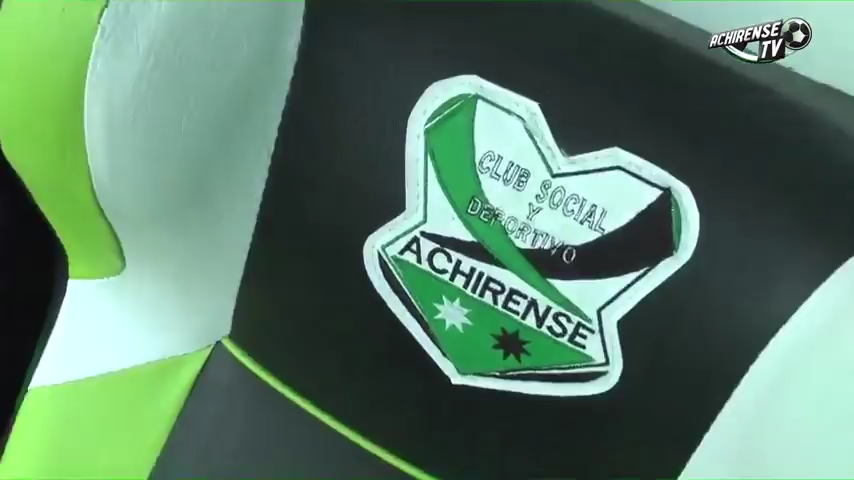 ACHIRENSE
TV
CLUB SOCIAL
Y
DEPORTIVO
ACHIRENSE